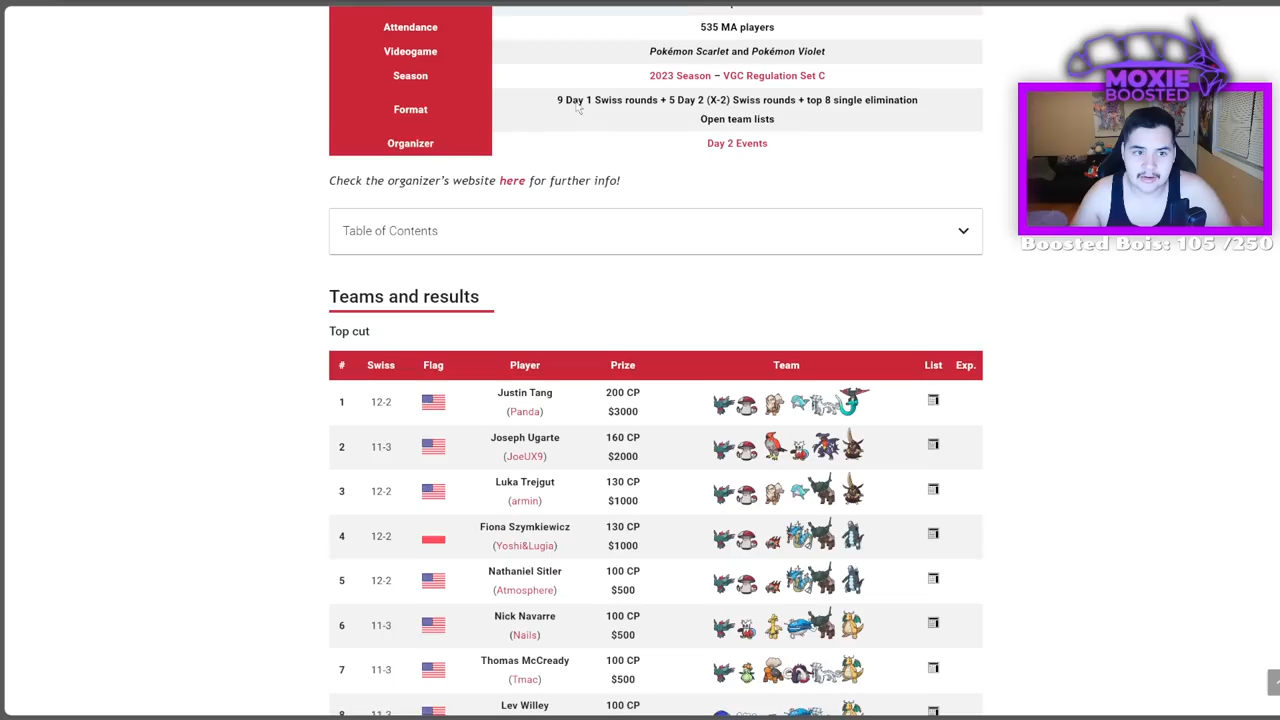 Attendance 535 MA players
Videogame Pokémon Scarlet and Pokémon Violet
Season 2023 Season – VGC Regulation Set C
Format 9 Day 1 Swiss rounds + 5 Day 2 (X-2) Swiss rounds + top 8 single elimination
Open team lists
Organizer Day 2 Events
Check the organizer's website here for further info!
Table of Contents
Teams and results
Top cut
# Swiss Flag Player Prize Team List Exp.
1 12-2 Justin Tang 200 CP
(Panda) $3000
2 11-3 Joseph Ugarte 160 CP
(JoeUX9) $2000
3 12-2 Luka Trejgut 130 CP
(armin) $1000
4 12-2 Fiona Szymkiewicz 130 CP
(Yoshi&Lugia) $1000
5 12-2 Nathaniel Sitler 100 CP
(Atmosphere) $500
6 11-3 Nick Navarre 100 CP
(Nails) $500
7 11-3 Thomas McCready 100 CP
(Tmac) $500
Lev Willey 100 CP
MOXIE
BOOSTED
Boosted Bois: 105 /250